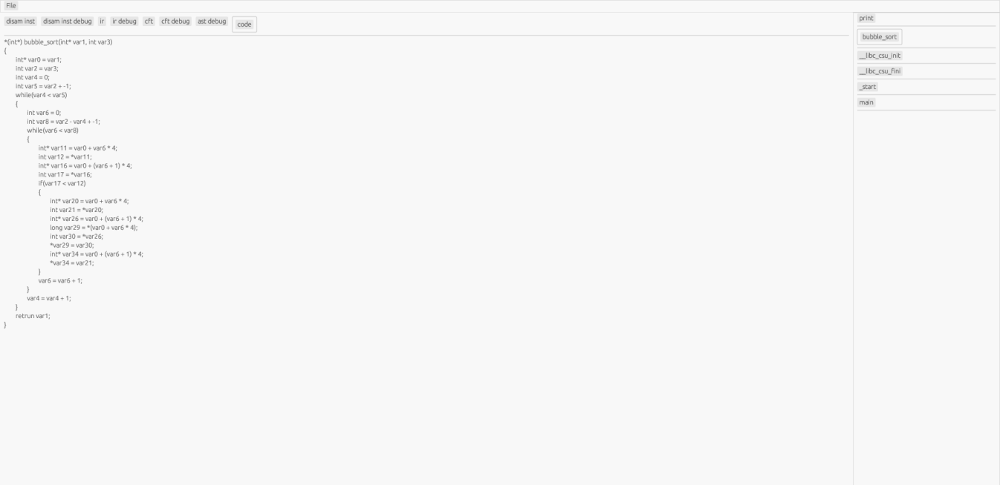 File
disam inst disam inst debug ir ir debug cft cft debug ast debug code
*(int*) bubble_sort(int* var1, int var3)
{
int* var0 = var1;
int var2 = var3;
int var4 = 0;
int var5 = var2 + -1;
while(var4 < var5)
{
int var6 = 0;
int var8 = var2 - var4 + -1;
while(var6 < var8)
{
int* var11 = var0 + var6 * 4;
int var12 = *var11;
int* var16 = var0 + (var6 + 1) * 4;
int var17 = *var16;
if(var17 < var12)
{
int* var20 = var0 + var6 * 4;
int var21 = *var20;
int* var26 = var0 + (var6 + 1) * 4;
long var29 = *(var0 + var6 * 4);
int var30 = *var26;
*var29 = var30;
int* var34 = var0 + (var6 + 1) * 4;
*var34 = var21;
}
var6 = var6 + 1;
}
var4 = var4 + 1;
}
retrun var1;
}
print
bubble_sort
__libc_csu_init
__libc_csu_fini
_start
main